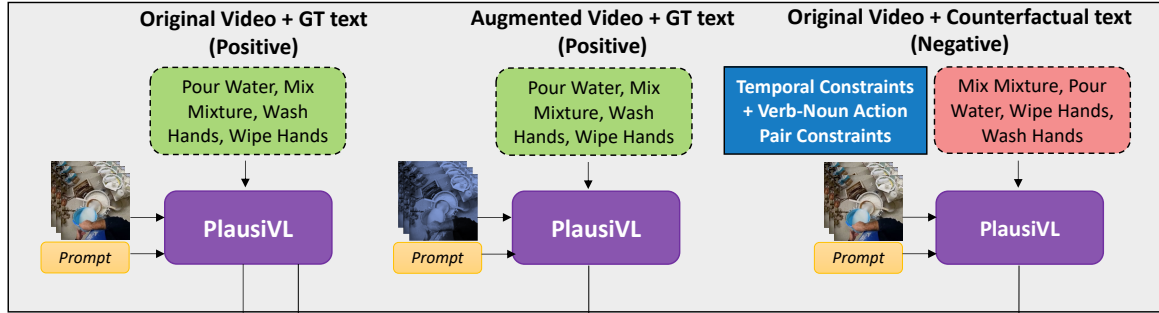 Original Video + GT text
(Positive)
Pour Water, Mix
Mixture, Wash
Hands, Wipe Hands
PlausiVL
Prompt
Augmented Video + GT text
(Positive)
Pour Water, Mix
Mixture, Wash
Hands, Wipe Hands
PlausiVL
Prompt
Original Video + Counterfactual text
(Negative)
Temporal Constraints
+ Verb-Noun Action
Pair Constraints
Mix Mixture, Pour
Water, Wipe Hands,
Wash Hands
PlausiVL
Prompt